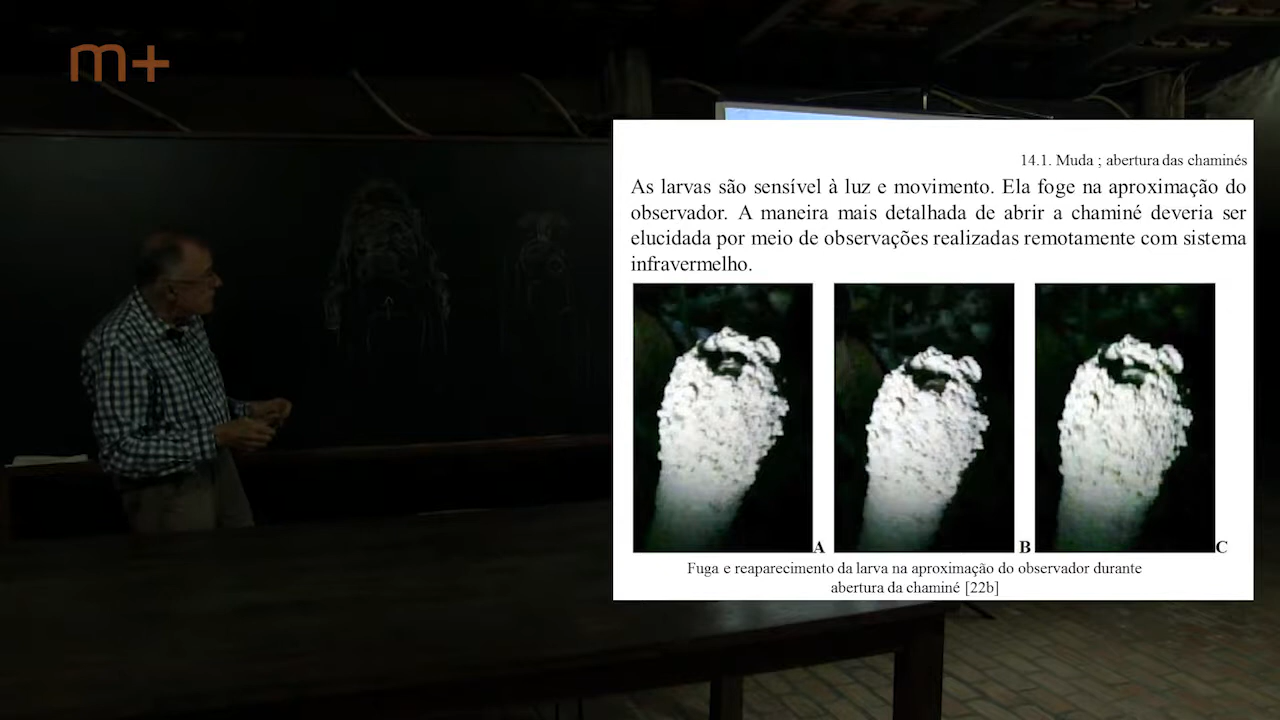 m+
14.1. Muda ; abertura das chaminés
As larvas são sensível à luz e movimento. Ela foge na aproximação do
observador. A maneira mais detalhada de abrir a chaminé deveria ser
elucidada por meio de observações realizadas remotamente com sistema
infravermelho.
A B C
Fuga e reaparecimento da larva na aproximação do observador durante
abertura da chaminé [22b]